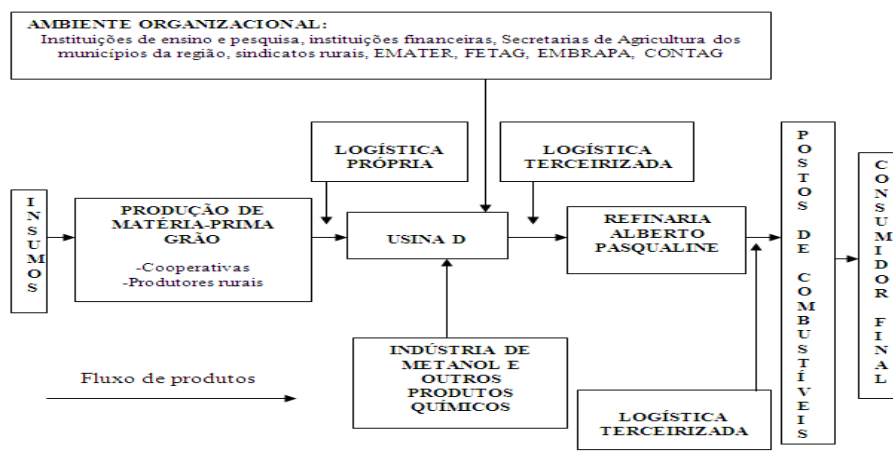 AMBIENTE ORGANIZACIONAL:
Instituições de ensino e pesquisa, instituições financeiras, Secretarias de Agricultura dos
municípios da região, sindicatos rurais, EMATER, FETAG, EMBRAPA, CONTAG
LOGÍSTICA
PRÓPRIA
LOGÍSTICA
TERCEIRIZADA
INSUMOS
PRODUÇÃO DE
MATÉRIA-PRIMA
GRÃO
-Cooperativas
-Produtores rurais
USINA D
REFINARIA
ALBERTO
PASQUALINE
POSTOS DE COMBUSTÍVEIS
CONSUMIDOR FINAL
INDÚSTRIA DE
METANOL E
OUTROS
PRODUTOS
QUÍMICOS
LOGÍSTICA
TERCEIRIZADA
Fluxo de produtos